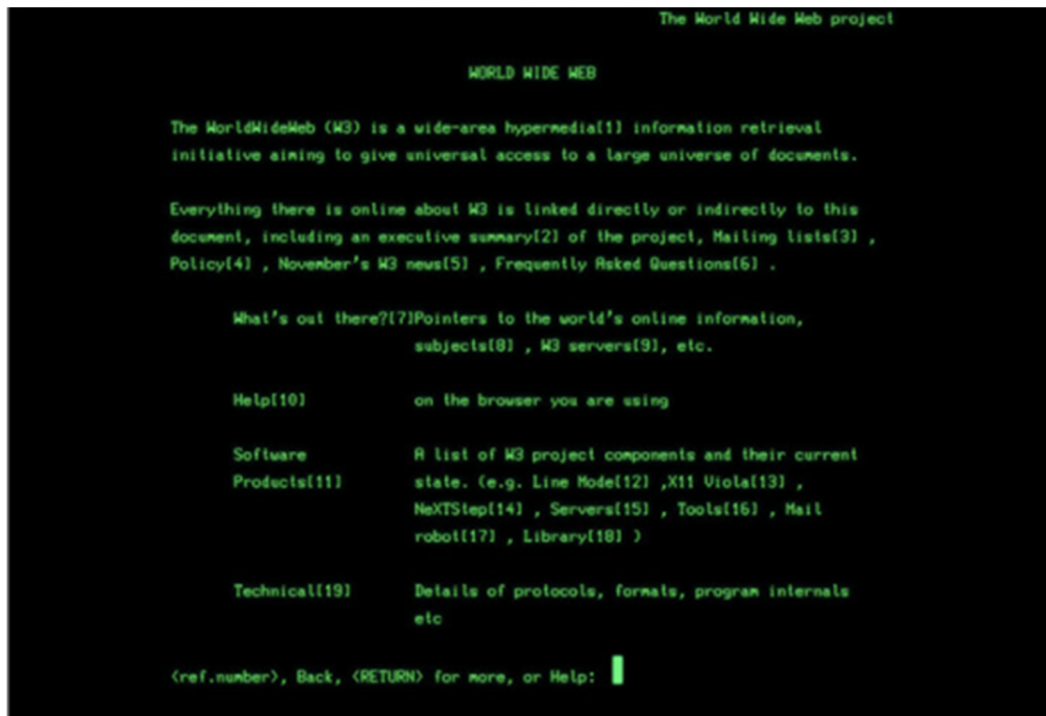 The World Wide Web project
WORLD WIDE WEB
The WorldWideWeb (W3) is a wide-area hypermedia[1] information retrieval
initiative aiming to give universal access to a large universe of documents.
Everything there is online about W3 is linked directly or indirectly to this
document, including an executive summary[2] of the project, Mailing lists[3] ,
Policy[4] , November's W3 news[5] , Frequently Asked Questions[6] .
What's out there?[7]Pointers to the world's online information,
subjects[8] , W3 servers[9], etc.
Help[10] on the browser you are using
Software A list of W3 project components and their current
Products[11] state. (e.g. Line Mode[12] ,X11 Viola[13] ,
NeXTStep[14] , Servers[15] , Tools[16] , Mail
robot[17] , Library[18] )
Technical[19] Details of protocols, formats, program internals
etc
<ref.number>, Back, <RETURN> for more, or Help: